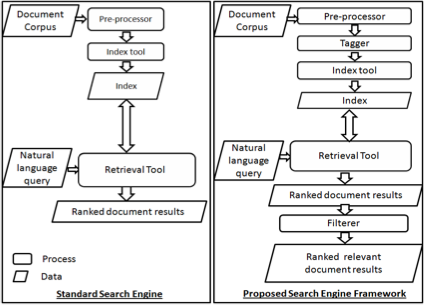 Document
Corpus
Pre-processor
Index tool
Index
Natural
language
query
Retrieval Tool
Ranked document results
Process
Data
Standard Search Engine
Document
Corpus
Pre-processor
Tagger
Index tool
Index
Natural
language
query
Retrieval Tool
Ranked document results
Filterer
Ranked relevant
document results
Proposed Search Engine Framework